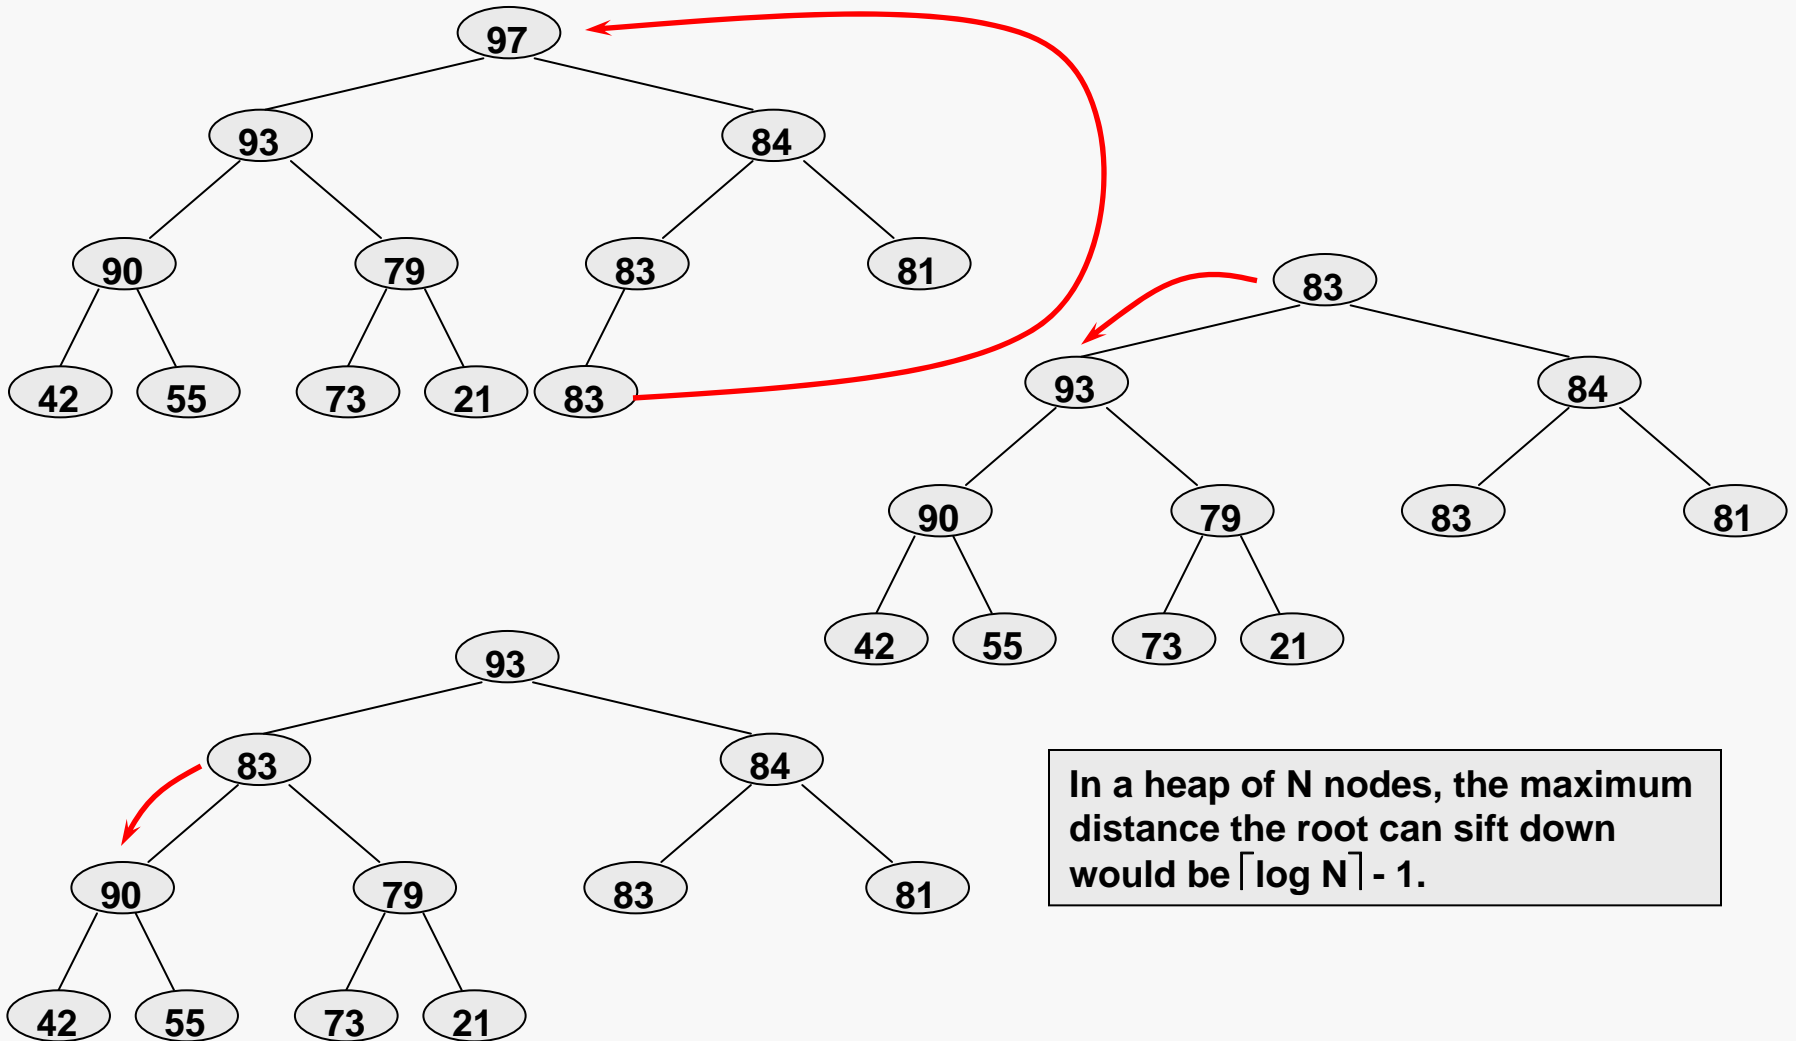 97
93 84
90 79 83 81
42 55 73 21 83
83
93 84
90 79 83 81
42 55 73 21
93
83 84
90 79 83 81
42 55 73 21
In a heap of N nodes, the maximum
distance the root can sift down
would be ⌈log N⌉ - 1.